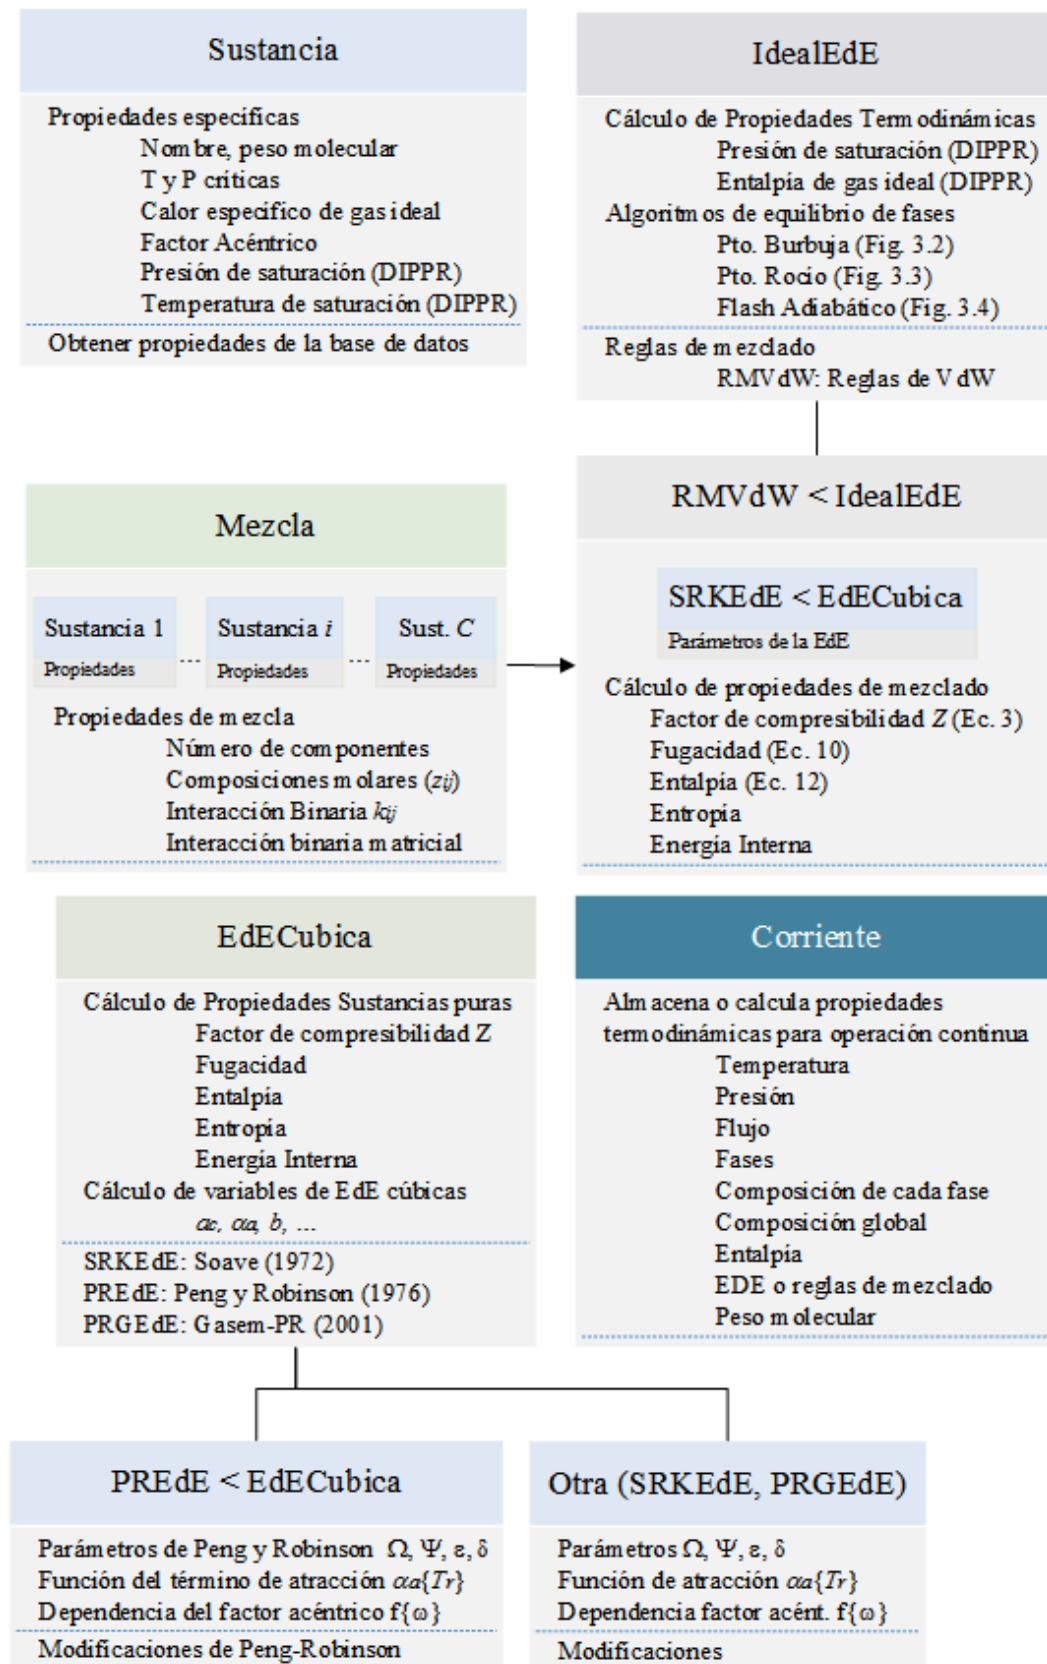 Sustancia
Propiedades específicas
Nombre, peso molecular
T y P críticas
Calor específico de gas ideal
Factor Acéntrico
Presión de saturación (DIPPR)
Temperatura de saturación (DIPPR)
Obtener propiedades de la base de datos
IdealEdE
Cálculo de Propiedades Termodinámicas
Presión de saturación (DIPPR)
Entalpía de gas ideal (DIPPR)
Algoritmos de equilibrio de fases
Pto. Burbuja (Fig. 3.2)
Pto. Rocío (Fig. 3.3)
Flash Adiabático (Fig. 3.4)
Reglas de mezclado
RMVdW: Reglas de VdW
Mezcla
Sustancia 1 ... Sustancia i ... Sust. C
Propiedades Propiedades Propiedades
Propiedades de mezcla
Número de componentes
Composiciones molares (zij)
Interacción Binaria kij
Interacción binaria matricial
RMVdW < IdealEdE
SRKEdE < EdECubica
Parámetros de la EdE
Cálculo de propiedades de mezclado
Factor de compresibilidad Z (Ec. 3)
Fugacidad (Ec. 10)
Entalpía (Ec. 12)
Entropía
Energía Interna
EdECubica
Cálculo de Propiedades Sustancias puras
Factor de compresibilidad Z
Fugacidad
Entalpía
Entropía
Energía Interna
Cálculo de variables de EdE cúbicas
αc, αa, b, ...
SRKEdE: Soave (1972)
PREdE: Peng y Robinson (1976)
PRGEdE: Gasem-PR (2001)
Corriente
Almacena o calcula propiedades
termodinámicas para operación continua
Temperatura
Presión
Flujo
Fases
Composición de cada fase
Composición global
Entalpía
EDE o reglas de mezclado
Peso molecular
PREdE < EdECubica
Parámetros de Peng y Robinson Ω, Ψ, ε, δ
Función del término de atracción αa{Tr}
Dependencia del factor acéntrico f{ω}
Modificaciones de Peng-Robinson
Otra (SRKEdE, PRGEdE)
Parámetros Ω, Ψ, ε, δ
Función de atracción αa{Tr}
Dependencia factor acént. f{ω}
Modificaciones